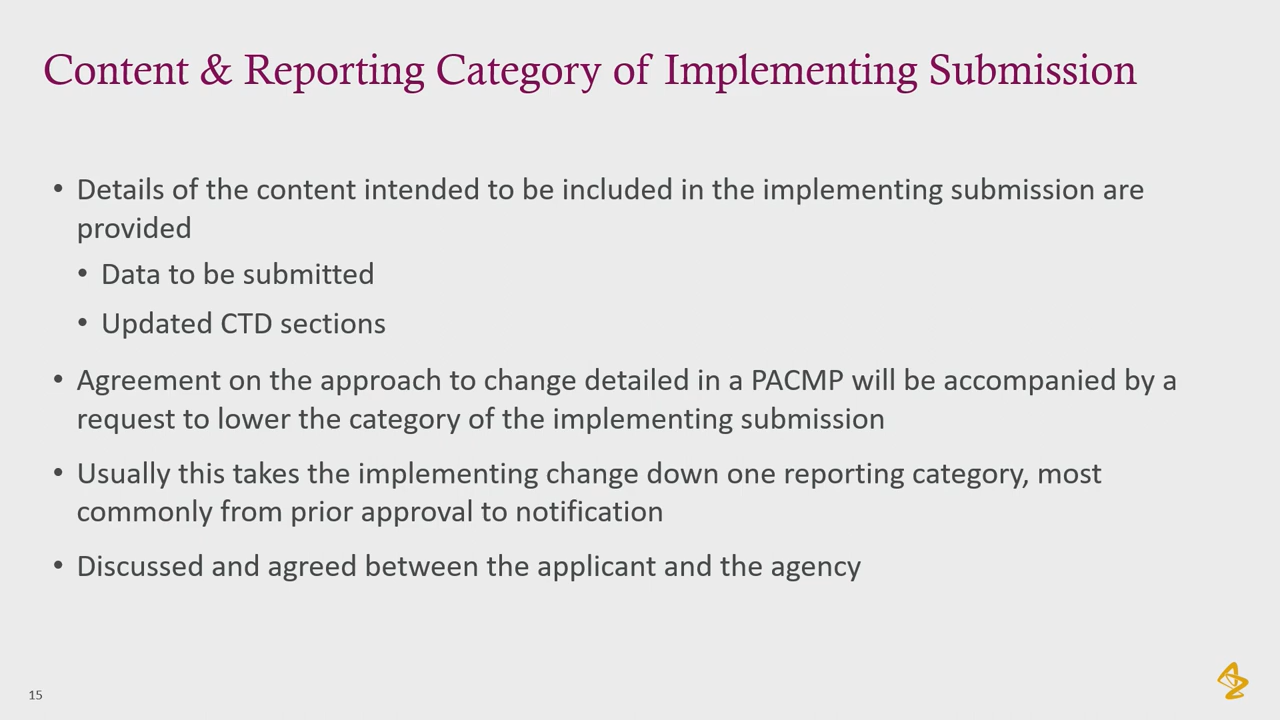 Content & Reporting Category of Implementing Submission
• Details of the content intended to be included in the implementing submission are
provided
• Data to be submitted
• Updated CTD sections
• Agreement on the approach to change detailed in a PACMP will be accompanied by a
request to lower the category of the implementing submission
• Usually this takes the implementing change down one reporting category, most
commonly from prior approval to notification
• Discussed and agreed between the applicant and the agency
15